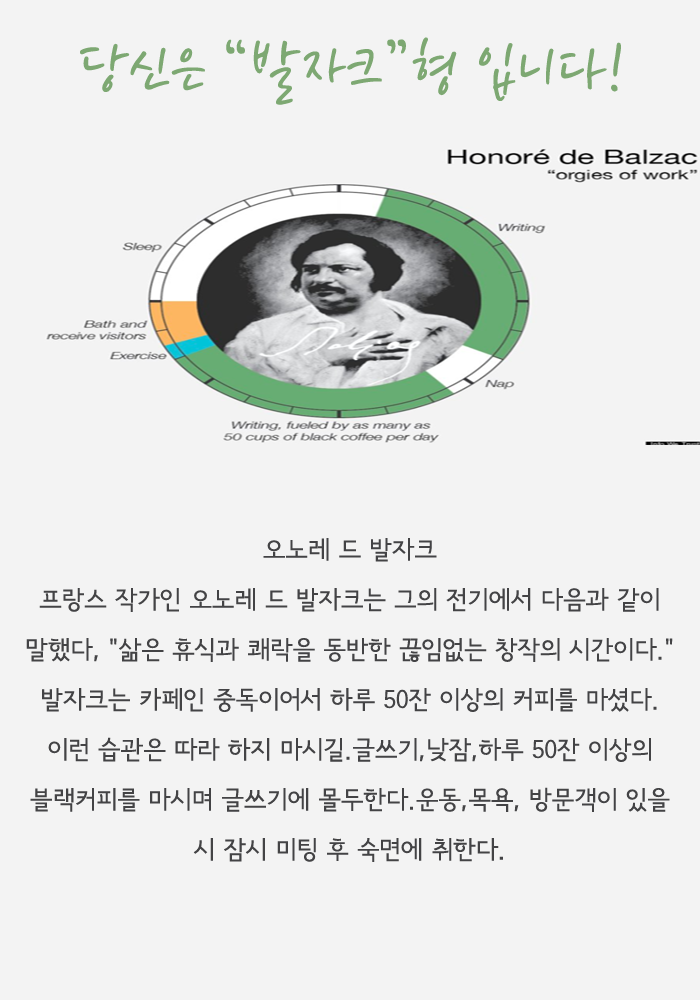 당신은 “발자크”형 입니다!
Honoré de Balzac
“orgies of work”
Writing
Sleep
Bath and
receive visitors
Exercise
Nap
Writing, fueled by as many as
50 cups of black coffee per day
오노레 드 발자크
프랑스 작가인 오노레 드 발자크는 그의 전기에서 다음과 같이
말했다, "삶은 휴식과 쾌락을 동반한 끊임없는 창작의 시간이다."
발자크는 카페인 중독이어서 하루 50잔 이상의 커피를 마셨다.
이런 습관은 따라 하지 마시길.글쓰기,낮잠,하루 50잔 이상의
블랙커피를 마시며 글쓰기에 몰두한다.운동,목욕, 방문객이 있을
시 잠시 미팅 후 숙면에 취한다.